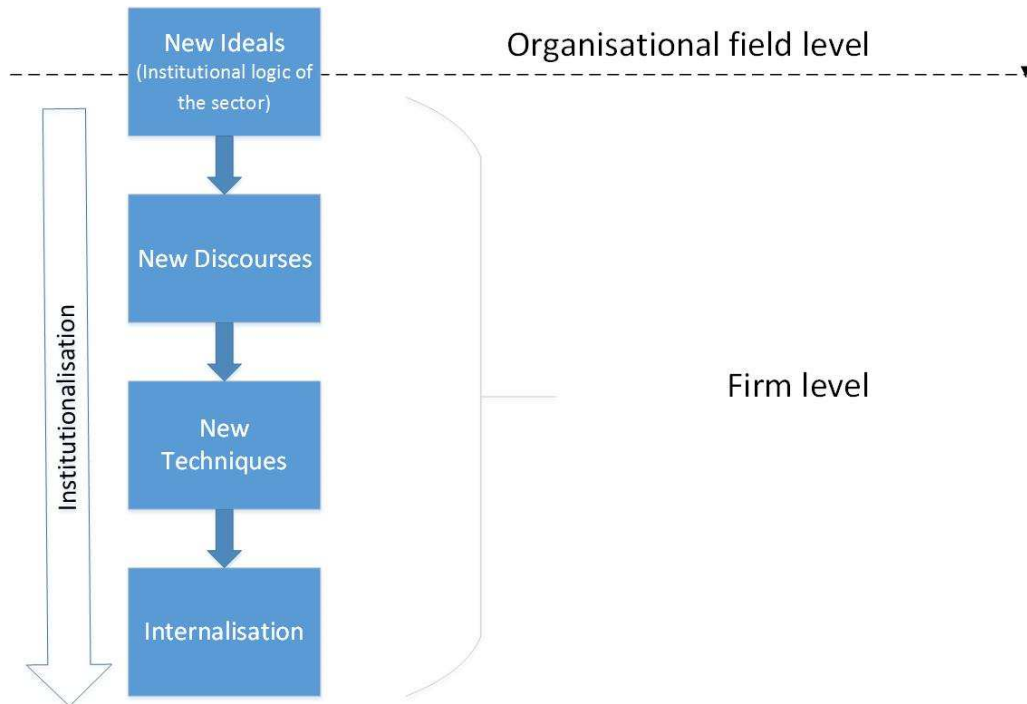 New Ideals
(Institutional logic of
the sector)
Organisational field level
New Discourses
Institutionalisation
New
Techniques
Firm level
Internalisation